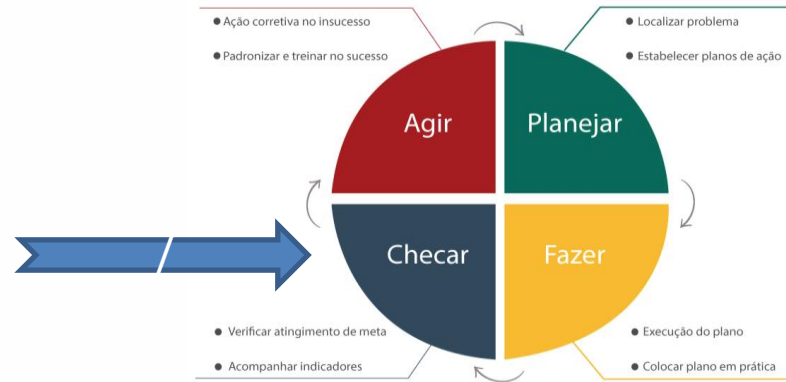 Ação corretiva no insucesso
Padronizar e treinar no sucesso
Localizar problema
Estabelecer planos de ação
Agir
Planejar
Checar
Fazer
Verificar atingimento de meta
Acompanhar indicadores
Execução do plano
Colocar plano em prática